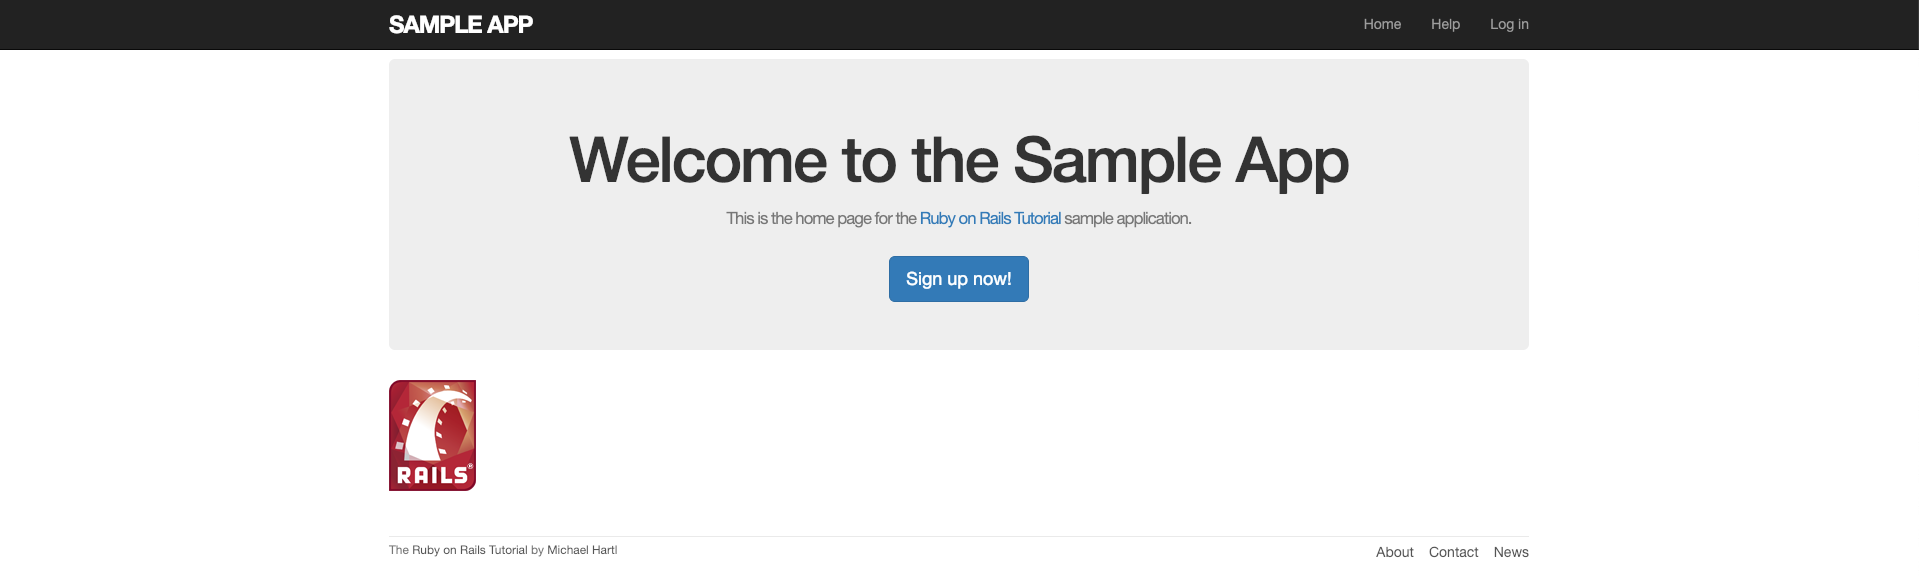 SAMPLE APP
Home Help Log in
Welcome to the Sample App
This is the home page for the Ruby on Rails Tutorial sample application.
Sign up now!
RAILS®
The Ruby on Rails Tutorial by Michael Hartl
About Contact News